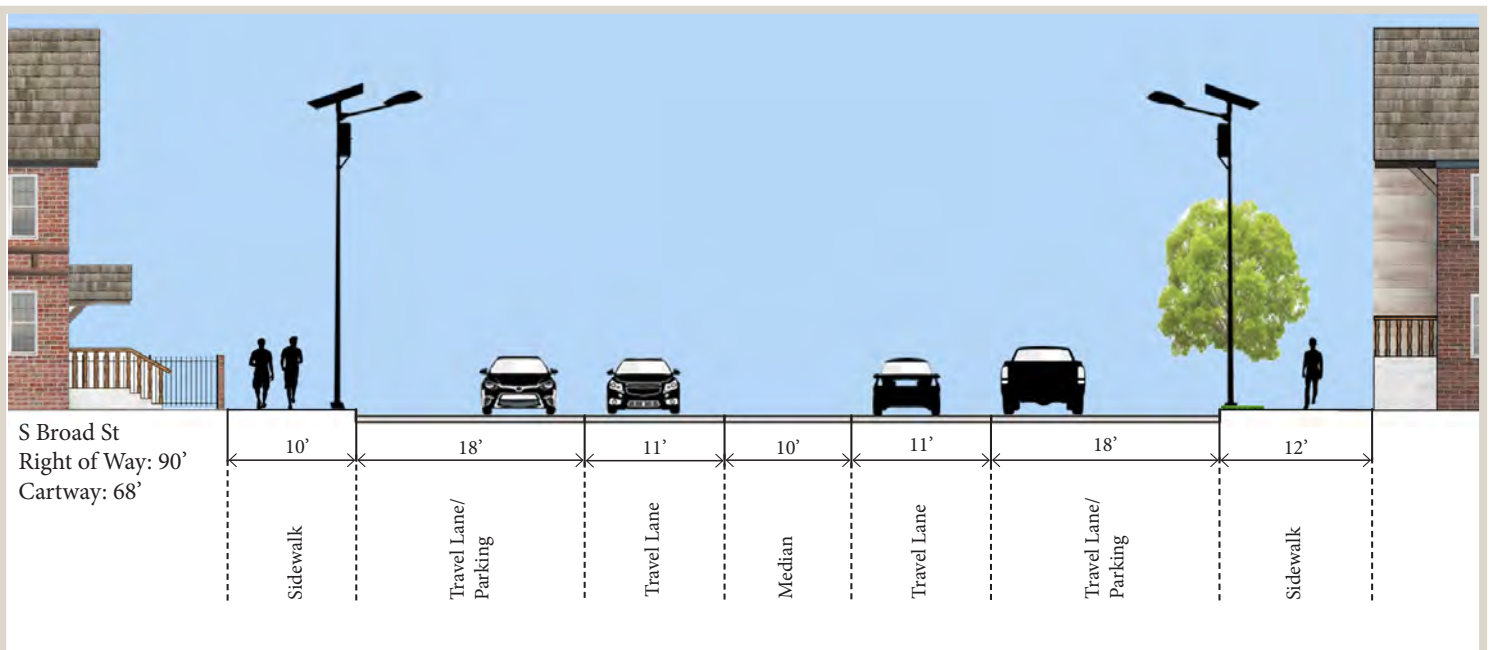 S Broad St
Right of Way: 90’
Cartway: 68’
10’
18’
11’
10’
11’
18’
12’
Sidewalk
Travel Lane/
Parking
Travel Lane
Median
Travel Lane
Travel Lane/
Parking
Sidewalk